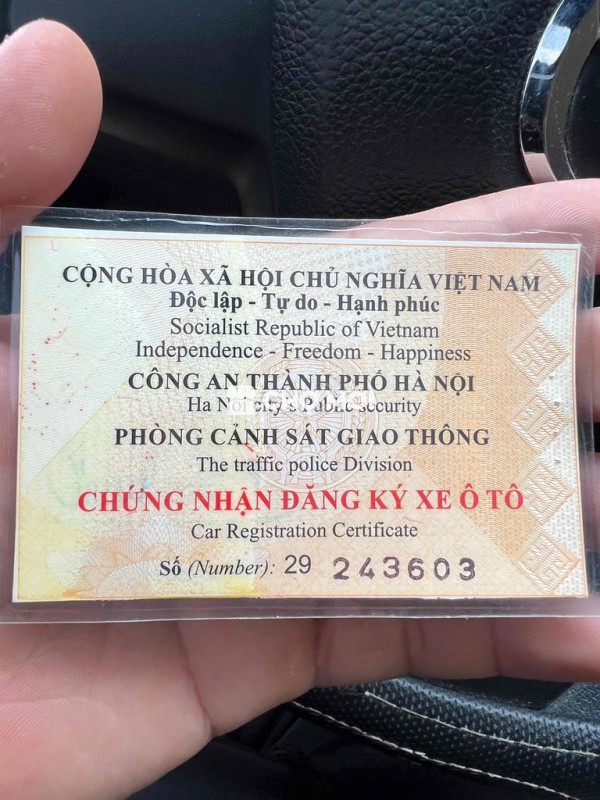 CỘNG HÒA XÃ HỘI CHỦ NGHĨA VIỆT NAM
Độc lập - Tự do - Hạnh phúc
Socialist Republic of Vietnam
Independence - Freedom - Happiness
CÔNG AN THÀNH PHỐ HÀ NỘI
Ha Noi city's Public security
PHÒNG CẢNH SÁT GIAO THÔNG
The traffic police Division
CHỨNG NHẬN ĐĂNG KÝ XE Ô TÔ
Car Registration Certificate
Số (Number): 29 243603